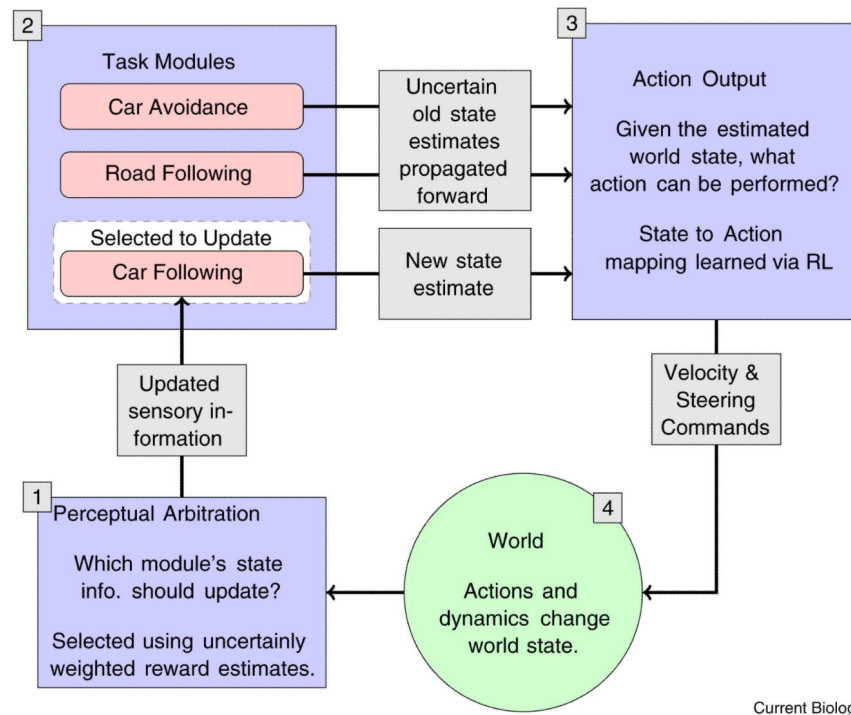 2
Task Modules
Car Avoidance
Road Following
Selected to Update
Car Following
Uncertain
old state
estimates
propagated
forward
New state
estimate
3
Action Output
Given the estimated
world state, what
action can be performed?
State to Action
mapping learned via RL
Updated
sensory in-
formation
Velocity &
Steering
Commands
1
Perceptual Arbitration
Which module's state
info. should update?
Selected using uncertainly
weighted reward estimates.
4
World
Actions and
dynamics change
world state.
Current Biolog